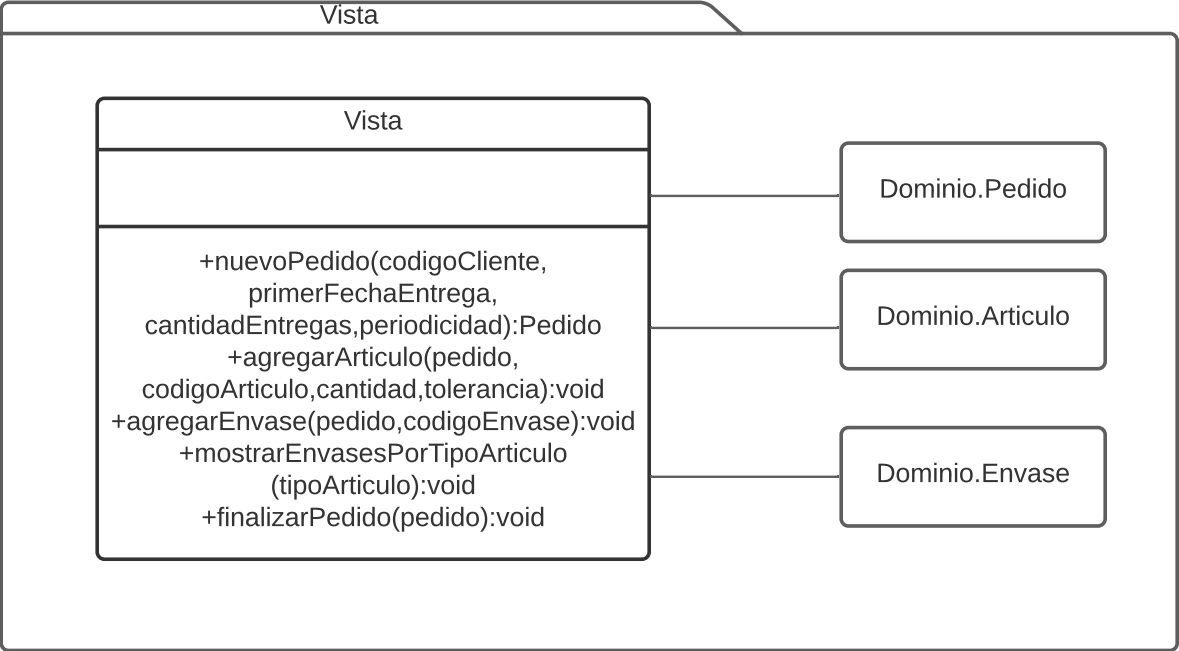 Vista
Vista
+nuevoPedido(codigoCliente,
primerFechaEntrega,
cantidadEntregas,periodicidad):Pedido
+agregarArticulo(pedido,
codigoArticulo,cantidad,tolerancia):void
+agregarEnvase(pedido,codigoEnvase):void
+mostrarEnvasesPorTipoArticulo
(tipoArticulo):void
+finalizarPedido(pedido):void
Dominio.Pedido
Dominio.Articulo
Dominio.Envase